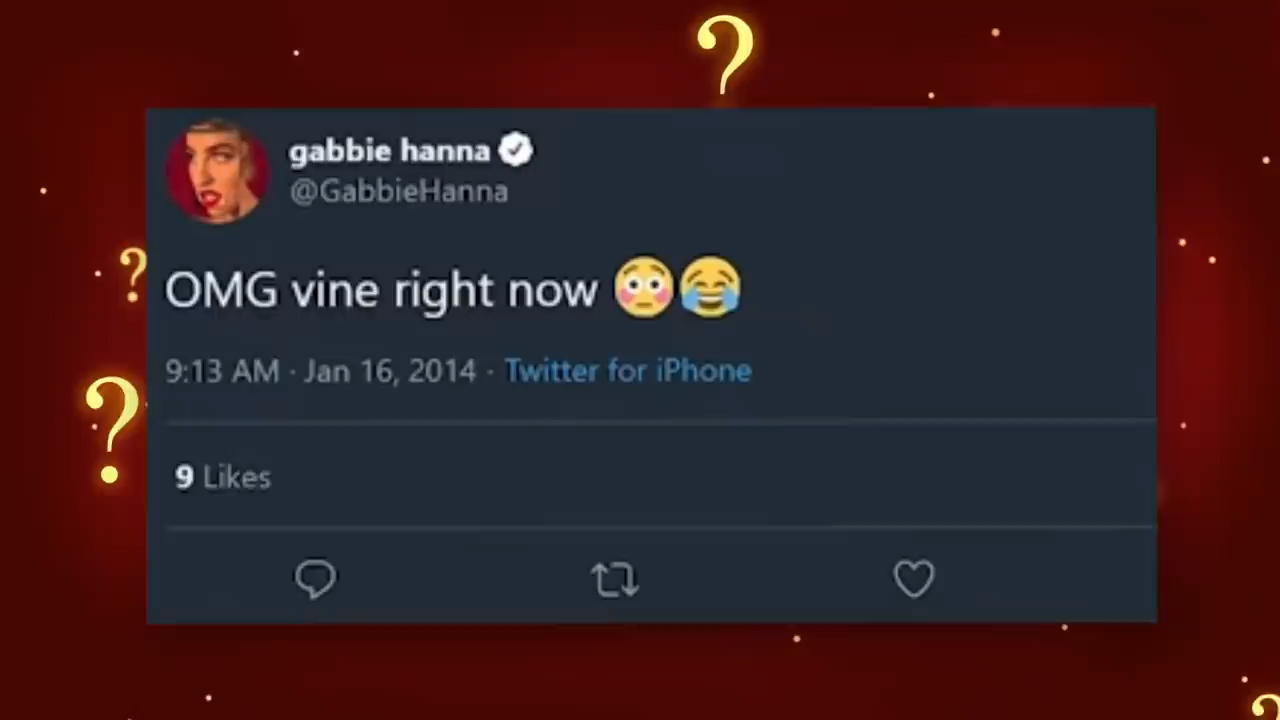 gabbie hanna
@GabbieHanna
OMG vine right now 😳😂
9:13 AM · Jan 16, 2014 · Twitter for iPhone
9 Likes